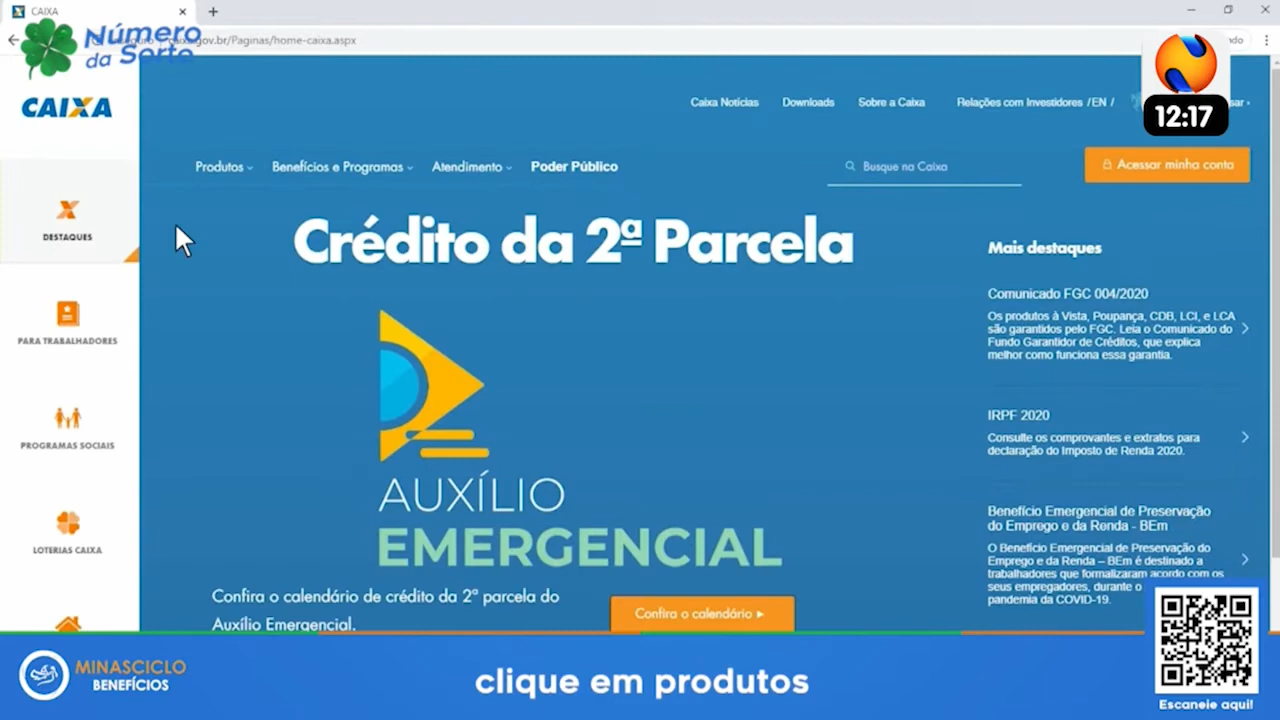 CAIXA
Número
da Sorte
caixa.gov.br/Paginas/home-caixa.aspx
12:17
CAIXA
Caixa Notícias
Downloads
Sobre a Caixa
Relações com Investidores / EN /
Produtos
Benefícios e Programas
Atendimento
Poder Público
Busque na Caixa
Acessar minha conta
DESTAQUES
PARA TRABALHADORES
PROGRAMAS SOCIAIS
LOTERIAS CAIXA
Crédito da 2ª Parcela
AUXÍLIO
EMERGENCIAL
Confira o calendário de crédito da 2ª parcela do
Auxílio Emergencial.
Confira o calendário ▸
Mais destaques
Comunicado FGC 004/2020
Os produtos à Vista, Poupança, CDB, LCI, e LCA
são garantidos pelo FGC. Leia o Comunicado do
Fundo Garantidor de Créditos, que explica
melhor como funciona essa garantia.
IRPF 2020
Consulte os comprovantes e extratos para
declaração do Imposto de Renda 2020.
Benefício Emergencial de Preservação
do Emprego e da Renda - BEm
O Benefício Emergencial de Preservação do
Emprego e da Renda – BEm é destinado a
trabalhadores que formalizaram acordo com os
seus empregadores, durante o
pandemia da COVID-19.
MINASCICLO
BENEFÍCIOS
clique em produtos
Escaneie aqui!